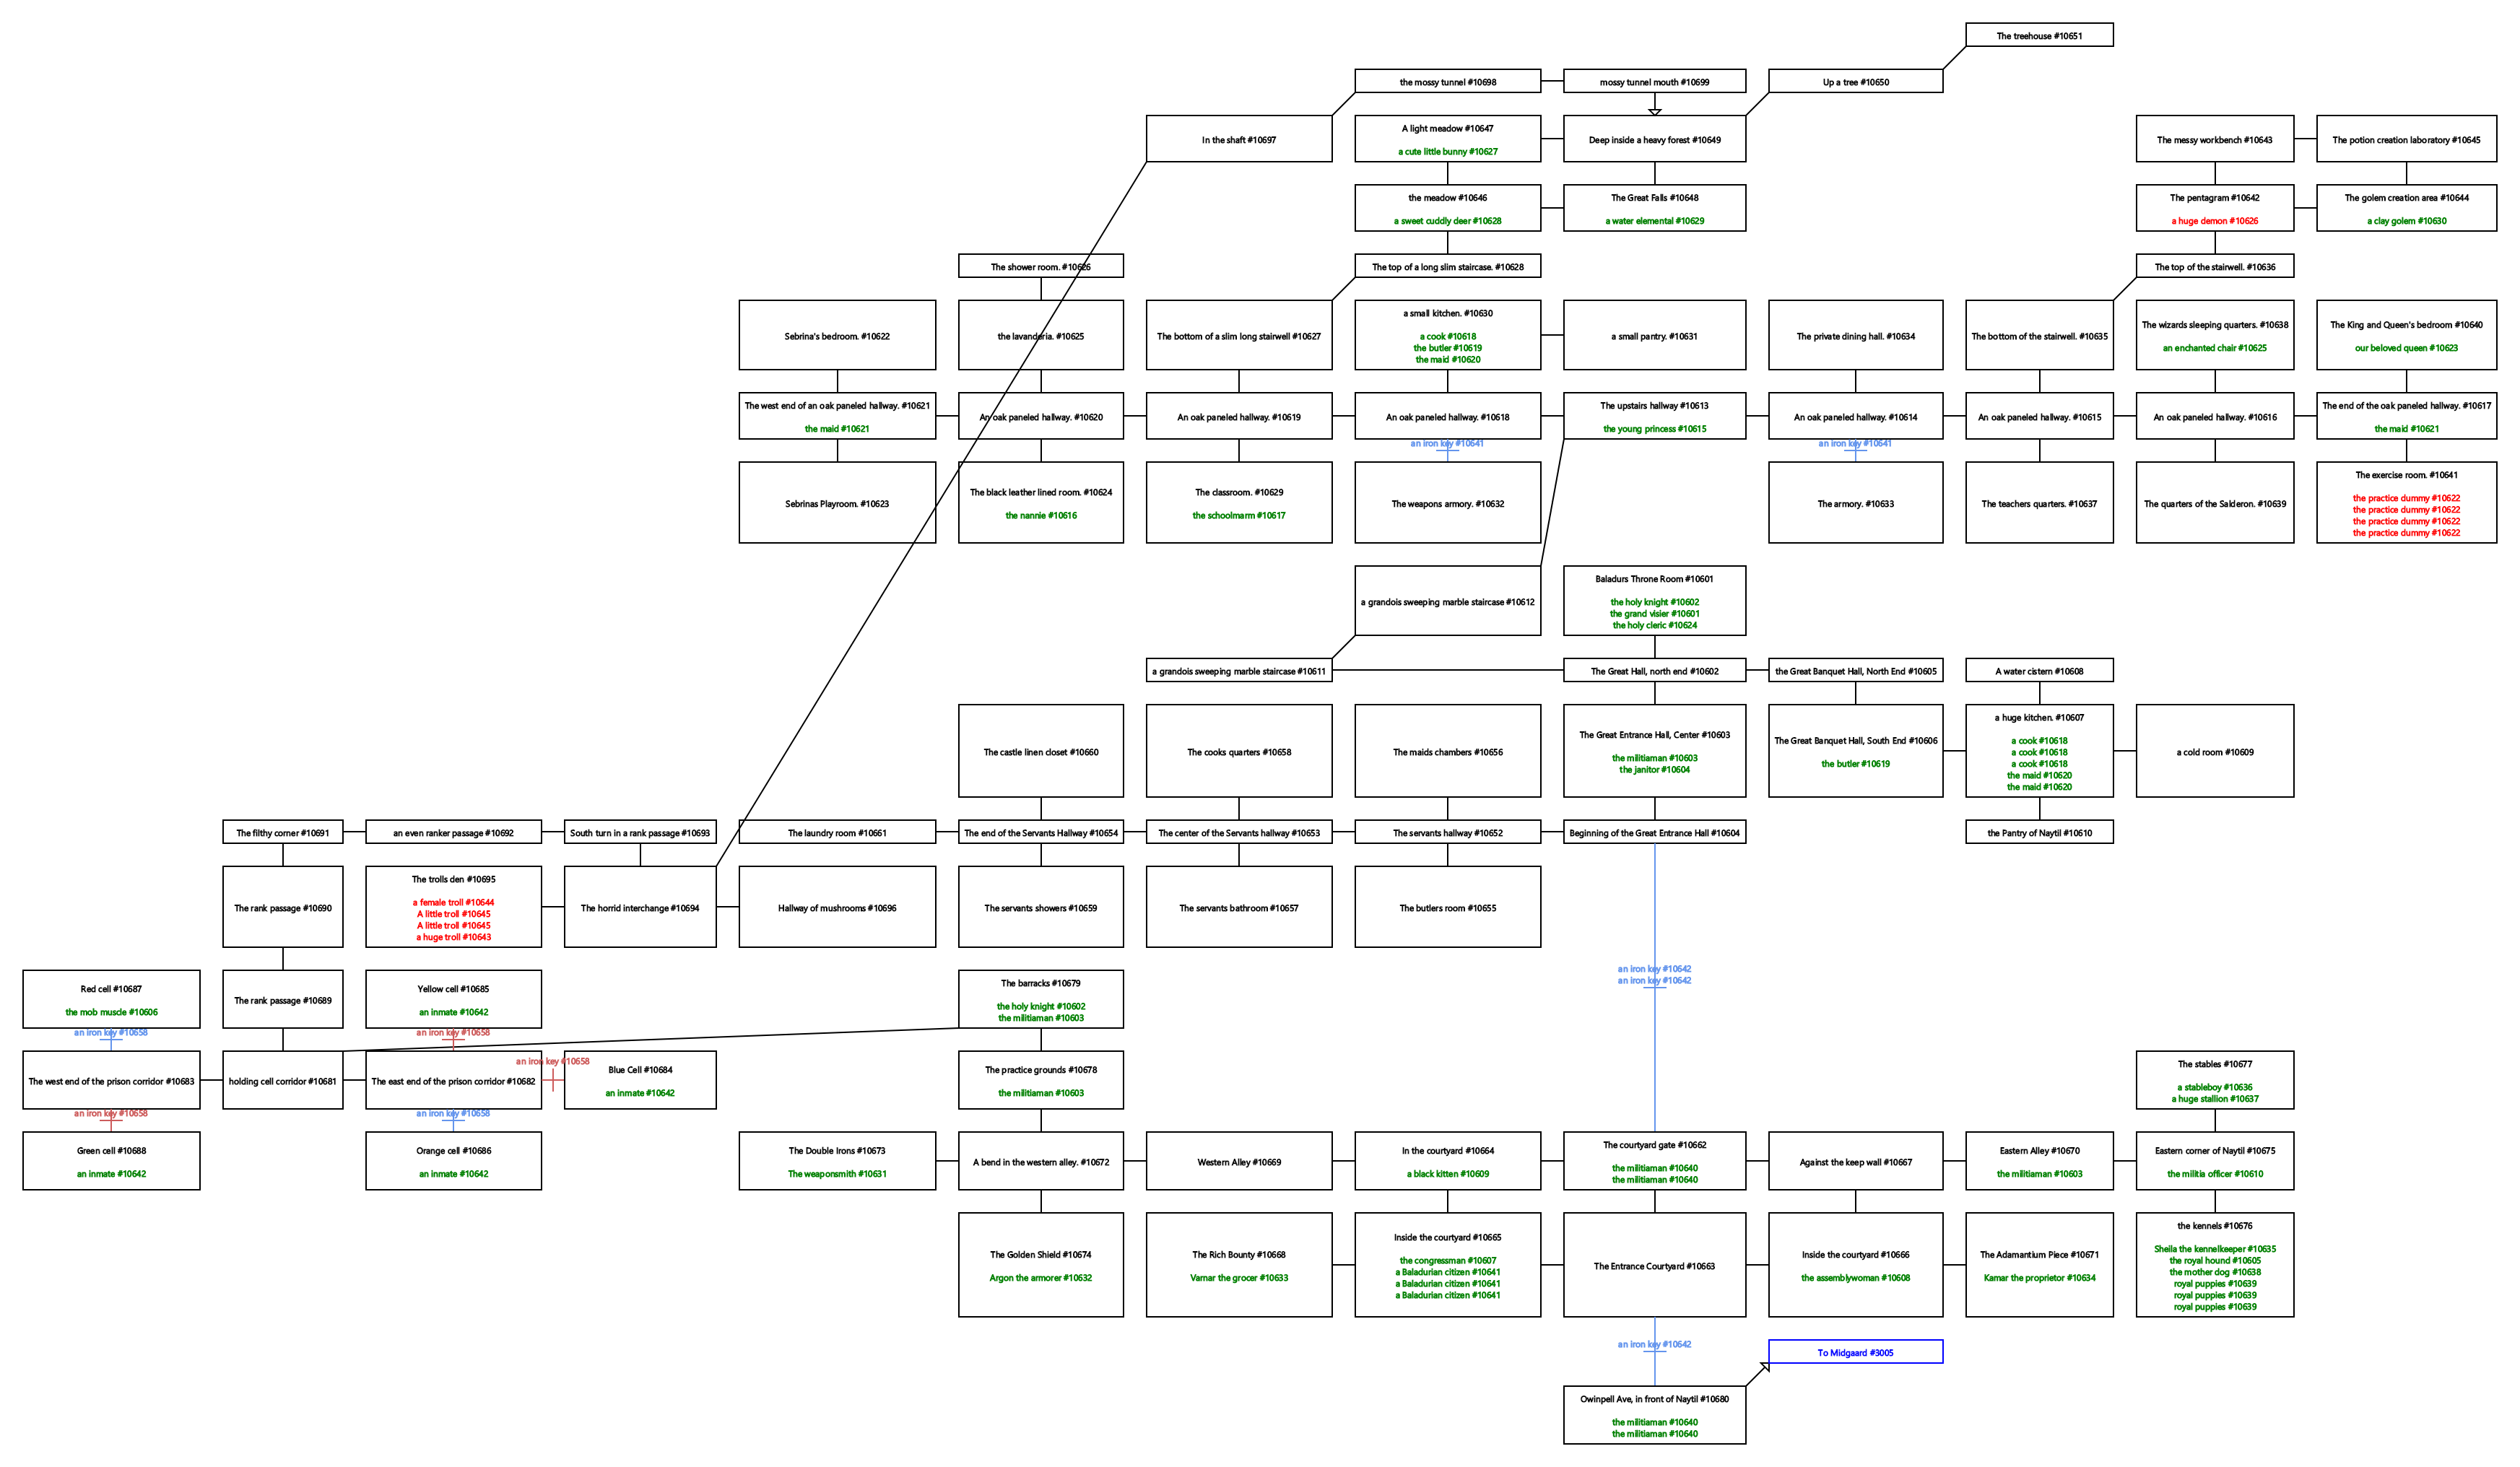 The treehouse #10651
the mossy tunnel #10698
mossy tunnel mouth #10699
Up a tree #10650
In the shaft #10697
A light meadow #10647
a cute little bunny #10627
Deep inside a heavy forest #10649
The messy workbench #10643
The potion creation laboratory #10645
the meadow #10646
a sweet cuddly deer #10628
The Great Falls #10648
a water elemental #10629
The pentagram #10642
a huge demon #10626
The golem creation area #10644
a clay golem #10630
The shower room. #10626
The top of a long slim staircase. #10628
The top of the stairwell. #10636
Sebrina's bedroom. #10622
the lavanderia. #10625
The bottom of a slim long stairwell #10627
a small kitchen. #10630
a cook #10618
the butler #10619
the maid #10620
a small pantry. #10631
The private dining hall. #10634
The bottom of the stairwell. #10635
The wizards sleeping quarters. #10638
an enchanted chair #10625
The King and Queen's bedroom #10640
our beloved queen #10623
The west end of an oak paneled hallway. #10621
the maid #10621
An oak paneled hallway. #10620
An oak paneled hallway. #10619
An oak paneled hallway. #10618
The upstairs hallway #10613
the young princess #10615
An oak paneled hallway. #10614
An oak paneled hallway. #10615
An oak paneled hallway. #10616
The end of the oak paneled hallway. #10617
the maid #10621
an iron key #10641
an iron key #10641
Sebrinas Playroom. #10623
The black leather lined room. #10624
the nannie #10616
The classroom. #10629
the schoolmarm #10617
The weapons armory. #10632
The armory. #10633
The teachers quarters. #10637
The quarters of the Salderon. #10639
The exercise room. #10641
the practice dummy #10622
the practice dummy #10622
the practice dummy #10622
the practice dummy #10622
a grandois sweeping marble staircase #10612
Baladurs Throne Room #10601
the holy knight #10602
the grand visier #10601
the holy cleric #10624
a grandois sweeping marble staircase #10611
The Great Hall, north end #10602
the Great Banquet Hall, North End #10605
A water cistern #10608
The castle linen closet #10660
The cooks quarters #10658
The maids chambers #10656
The Great Entrance Hall, Center #10603
the militiaman #10603
the janitor #10604
The Great Banquet Hall, South End #10606
the butler #10619
a huge kitchen. #10607
a cook #10618
a cook #10618
a cook #10618
the maid #10620
the maid #10620
a cold room #10609
The filthy corner #10691
an even ranker passage #10692
South turn in a rank passage #10693
The laundry room #10661
The end of the Servants Hallway #10654
The center of the Servants hallway #10653
The servants hallway #10652
Beginning of the Great Entrance Hall #10604
the Pantry of Naytil #10610
The rank passage #10690
The trolls den #10695
a female troll #10644
A little troll #10645
A little troll #10645
a huge troll #10643
The horrid interchange #10694
Hallway of mushrooms #10696
The servants showers #10659
The servants bathroom #10657
The butlers room #10655
an iron key #10642
an iron key #10642
Red cell #10687
the mob muscle #10606
The rank passage #10689
Yellow cell #10685
an inmate #10642
The barracks #10679
the holy knight #10602
the militiaman #10603
an iron key #10658
an iron key #10658
The west end of the prison corridor #10683
holding cell corridor #10681
The east end of the prison corridor #10682
an iron key #10658
Blue Cell #10684
an inmate #10642
The practice grounds #10678
the militiaman #10603
The stables #10677
a stableboy #10636
a huge stallion #10637
an iron key #10658
an iron key #10658
Green cell #10688
an inmate #10642
Orange cell #10686
an inmate #10642
The Double Irons #10673
The weaponsmith #10631
A bend in the western alley. #10672
Western Alley #10669
In the courtyard #10664
a black kitten #10609
The courtyard gate #10662
the militiaman #10640
the militiaman #10640
Against the keep wall #10667
Eastern Alley #10670
the militiaman #10603
Eastern corner of Naytil #10675
the militia officer #10610
The Golden Shield #10674
Argon the armorer #10632
The Rich Bounty #10668
Varnar the grocer #10633
Inside the courtyard #10665
the congressman #10607
a Baladurian citizen #10641
a Baladurian citizen #10641
a Baladurian citizen #10641
The Entrance Courtyard #10663
Inside the courtyard #10666
the assemblywoman #10608
The Adamantium Piece #10671
Kamar the proprietor #10634
the kennels #10676
Sheila the kennelkeeper #10635
the royal hound #10605
the mother dog #10638
royal puppies #10639
royal puppies #10639
royal puppies #10639
an iron key #10642
To Midgaard #3005
Owinpell Ave, in front of Naytil #10680
the militiaman #10640
the militiaman #10640